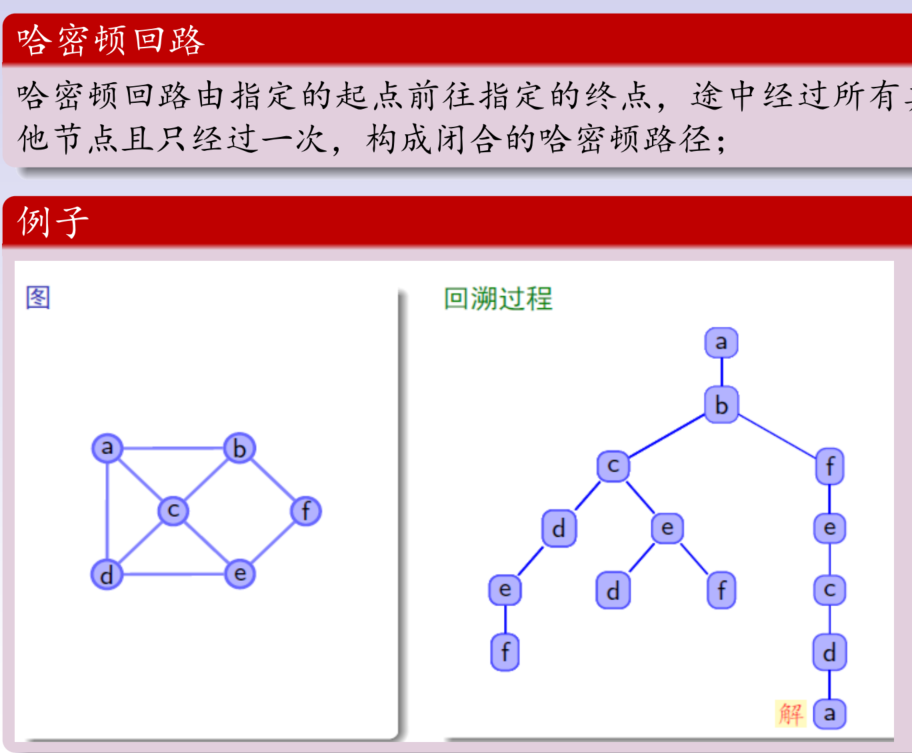 哈密顿回路
哈密顿回路由指定的起点前往指定的终点，途中经过所有
他节点且只经过一次，构成闭合的哈密顿路径；
例子
图
回溯过程
a
b
c
f
d
e
e
e
d
f
c
f
d
解 a
a b
c f
d e